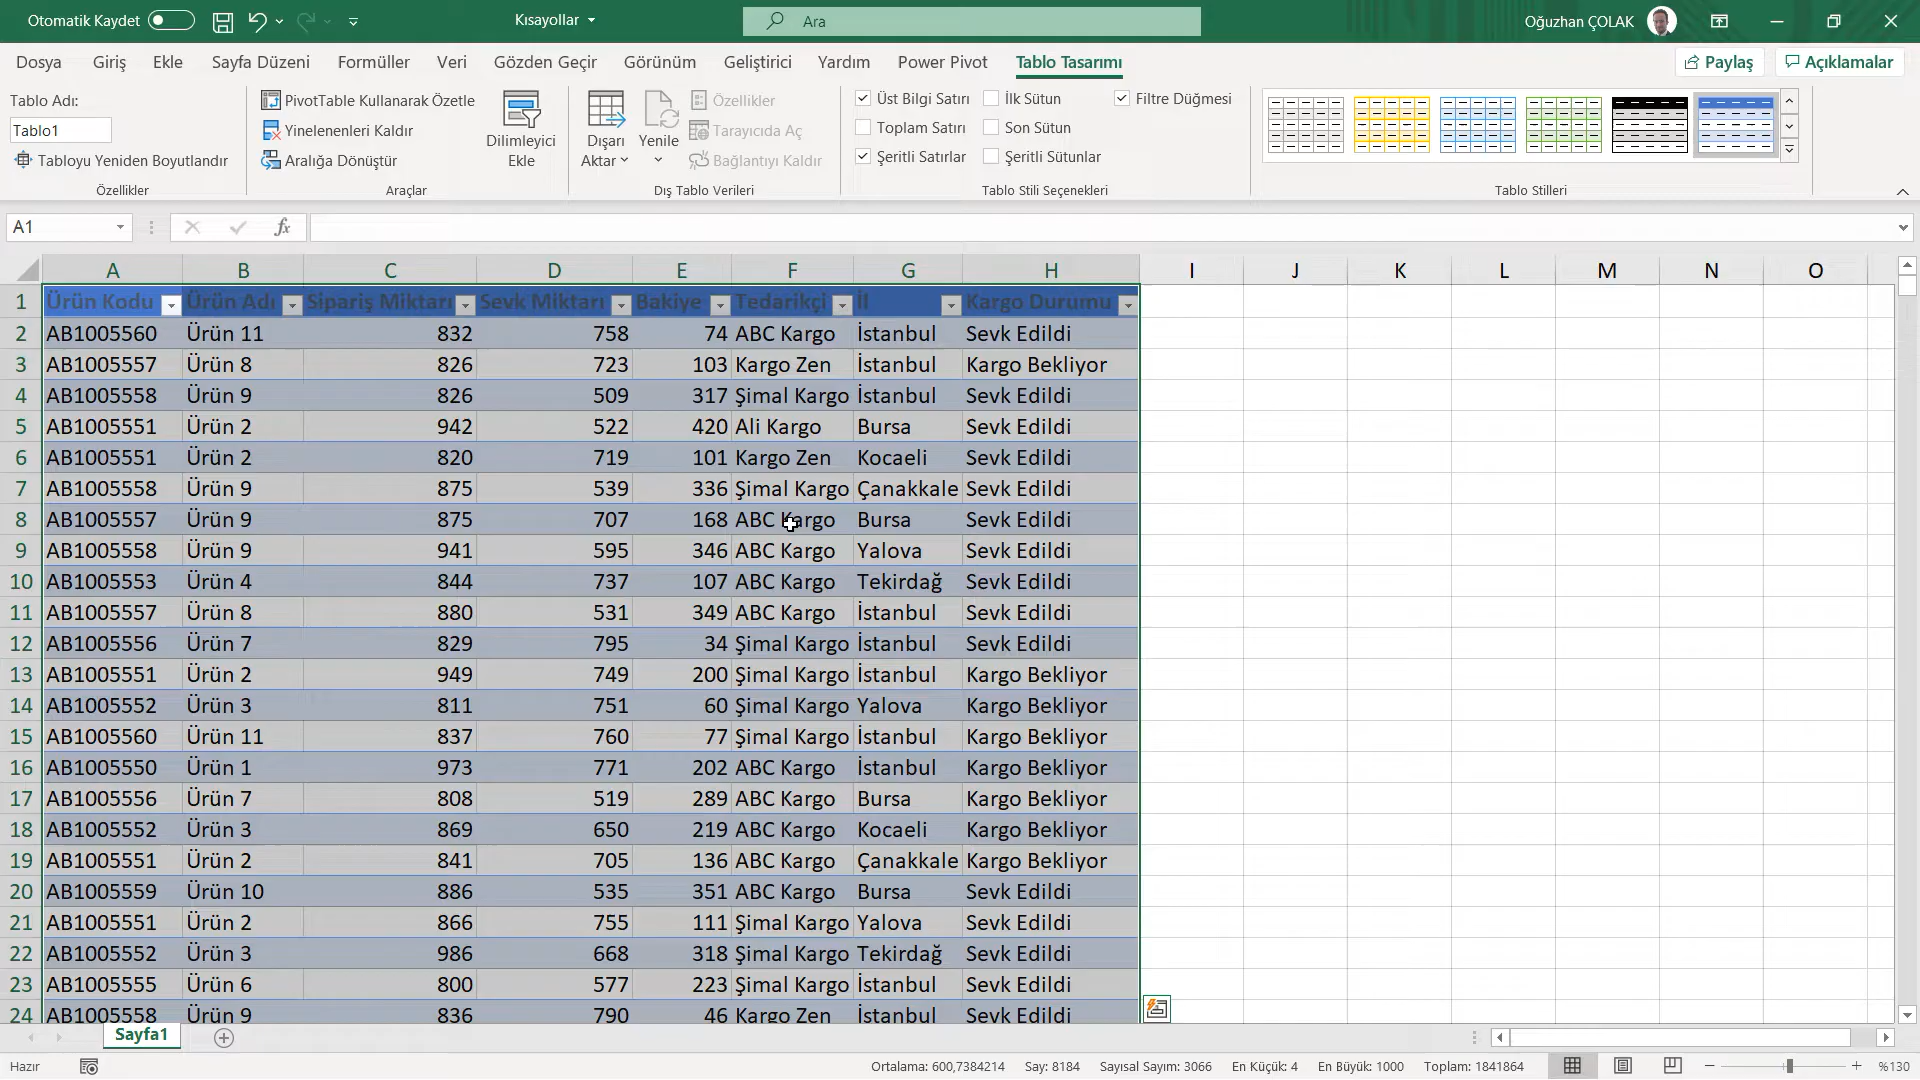 Otomatik Kaydet
Kısayollar
Ara
Oğuzhan ÇOLAK
Dosya Giriş Ekle Sayfa Düzeni Formüller Veri Gözden Geçir Görünüm Geliştirici Yardım Power Pivot Tablo Tasarımı Paylaş Açıklamalar
Tablo Adı:
Tablo1
Tabloyu Yeniden Boyutlandır
Özellikler
PivotTable Kullanarak Özetle
Yinelenenleri Kaldır
Aralığa Dönüştür
Dilimleyici
Ekle
Araçlar
Dışarı
Aktar
Yenile
Özellikler
Tarayıcıda Aç
Bağlantıyı Kaldır
Dış Tablo Verileri
Üst Bilgi Satırı İlk Sütun Filtre Düğmesi
Toplam Satırı Son Sütun
Şeritli Satırlar Şeritli Sütunlar
Tablo Stili Seçenekleri
Tablo Stilleri
A1 fx
A B C D E F G H I J K L M N O
1 Ürün Kodu Ürün Adı Sipariş Miktarı Sevk Miktarı Bakiye Tedarikçi İl Kargo Durumu
2 AB1005560 Ürün 11 832 758 74 ABC Kargo İstanbul Sevk Edildi
3 AB1005557 Ürün 8 826 723 103 Kargo Zen İstanbul Kargo Bekliyor
4 AB1005558 Ürün 9 826 509 317 Şimal Kargo İstanbul Sevk Edildi
5 AB1005551 Ürün 2 942 522 420 Ali Kargo Bursa Sevk Edildi
6 AB1005551 Ürün 2 820 719 101 Kargo Zen Kocaeli Sevk Edildi
7 AB1005558 Ürün 9 875 539 336 Şimal Kargo Çanakkale Sevk Edildi
8 AB1005557 Ürün 9 875 707 168 ABC Kargo Bursa Sevk Edildi
9 AB1005558 Ürün 9 941 595 346 ABC Kargo Yalova Sevk Edildi
10 AB1005553 Ürün 4 844 737 107 ABC Kargo Tekirdağ Sevk Edildi
11 AB1005557 Ürün 8 880 531 349 ABC Kargo İstanbul Sevk Edildi
12 AB1005556 Ürün 7 829 795 34 Şimal Kargo İstanbul Sevk Edildi
13 AB1005551 Ürün 2 949 749 200 Şimal Kargo İstanbul Kargo Bekliyor
14 AB1005552 Ürün 3 811 751 60 Şimal Kargo Yalova Kargo Bekliyor
15 AB1005560 Ürün 11 837 760 77 Şimal Kargo İstanbul Kargo Bekliyor
16 AB1005550 Ürün 1 973 771 202 ABC Kargo İstanbul Kargo Bekliyor
17 AB1005556 Ürün 7 808 519 289 ABC Kargo Bursa Kargo Bekliyor
18 AB1005552 Ürün 3 869 650 219 ABC Kargo Kocaeli Kargo Bekliyor
19 AB1005551 Ürün 2 841 705 136 ABC Kargo Çanakkale Kargo Bekliyor
20 AB1005559 Ürün 10 886 535 351 ABC Kargo Bursa Sevk Edildi
21 AB1005551 Ürün 2 866 755 111 Şimal Kargo Yalova Sevk Edildi
22 AB1005552 Ürün 3 986 668 318 Şimal Kargo Tekirdağ Sevk Edildi
23 AB1005555 Ürün 6 800 577 223 Şimal Kargo İstanbul Sevk Edildi
24 AB1005558 Ürün 9 836 790 46 Kargo Zen İstanbul Sevk Edildi
Sayfa1
Hazır Ortalama: 600,7384214 Say: 8184 Sayısal Sayım: 3066 En Küçük: 4 En Büyük: 1000 Toplam: 1841864 %130